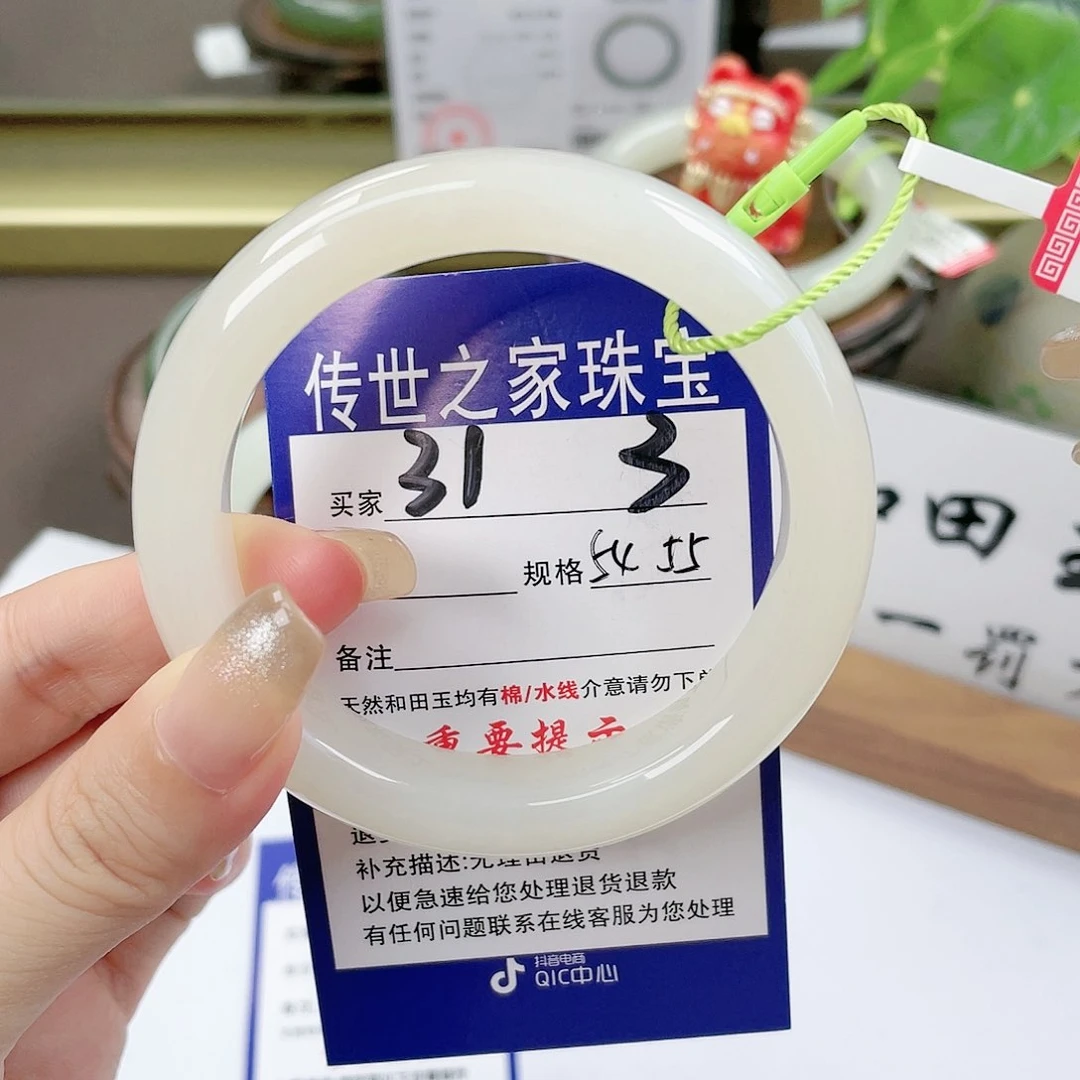 传世之家珠宝
买家 31 3
规格 54 55
备注
天然和田玉均有棉/水线介意请勿下单
重要提示
补充描述:无理由退货
以便急速给您处理退货退款
有任何问题联系在线客服为您处理
抖音电商
QIC中心
田
一 罚